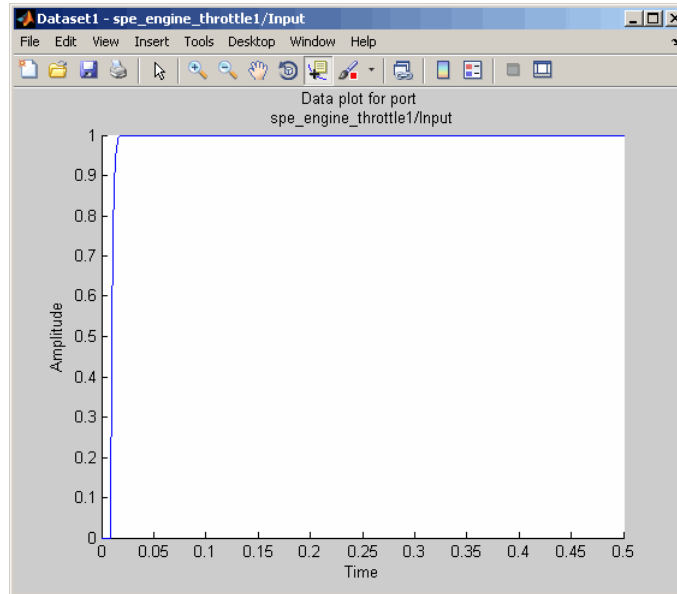 Dataset1 - spe_engine_throttle1/Input
File Edit View Insert Tools Desktop Window Help
Data plot for port
spe_engine_throttle1/Input
1
0.9
0.8
0.7
0.6
0.5
0.4
0.3
0.2
0.1
0
Amplitude
0 0.05 0.1 0.15 0.2 0.25 0.3 0.35 0.4 0.45 0.5
Time